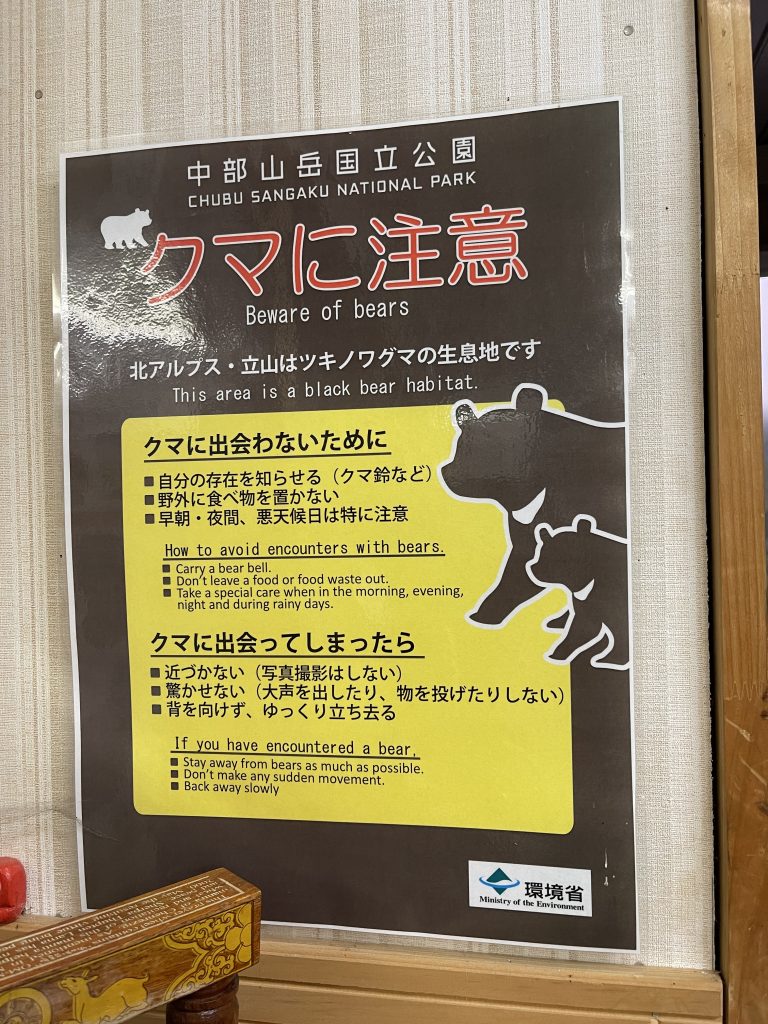 中部山岳国立公園
CHUBU SANGAKU NATIONAL PARK
クマに注意
Beware of bears
北アルプス・立山はツキノワグマの生息地です
This area is a black bear habitat.
クマに出会わないために
■自分の存在を知らせる（クマ鈴など）
■野外に食べ物を置かない
■早朝・夜間、悪天候日は特に注意
How to avoid encounters with bears.
■ Carry a bear bell.
■ Don't leave a food or food waste out.
■ Take a special care when in the morning, evening,
night and during rainy days.
クマに出会ってしまったら
■ 近づかない（写真撮影はしない）
■ 驚かせない（大声を出したり、物を投げたりしない）
■ 背を向けず、ゆっくり立ち去る
If you have encountered a bear,
■ Stay away from bears as much as possible.
■ Don't make any sudden movement.
■ Back away slowly
環境省
Ministry of the Environment